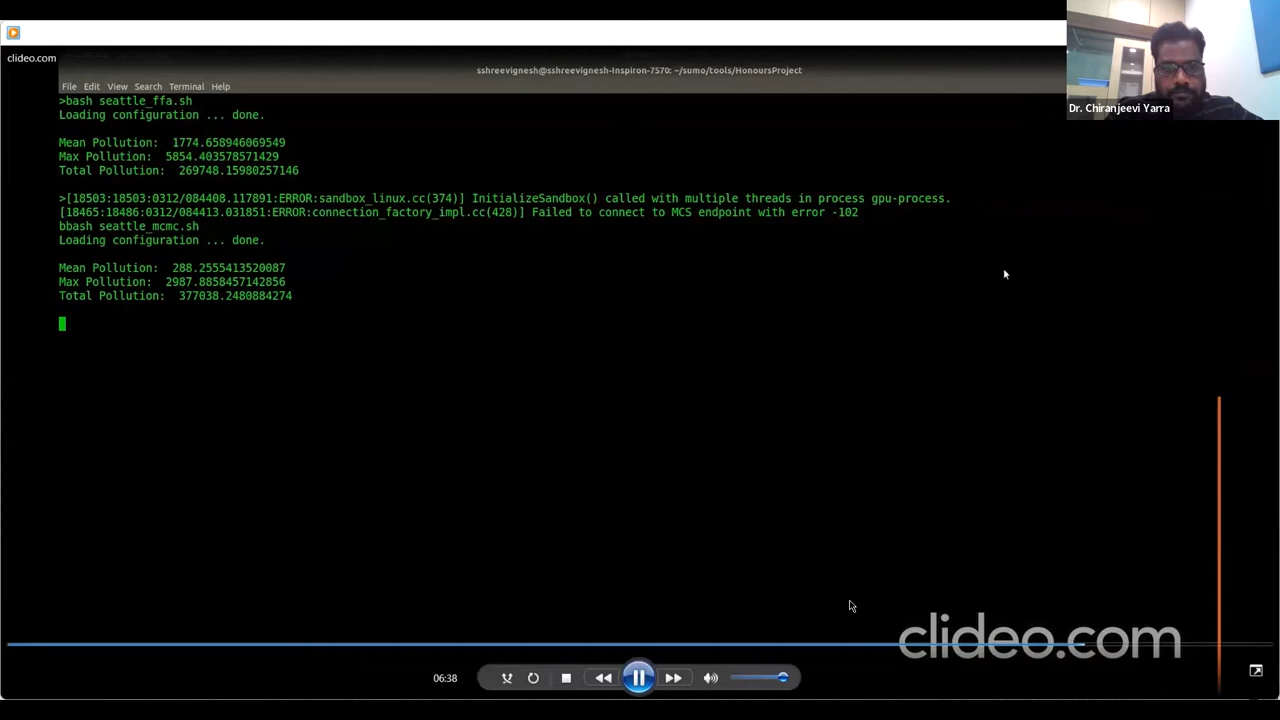 clideo.com
sshreevignesh@sshreevignesh-Inspiron-7570: ~/sumo/tools/HonoursProject
File Edit View Search Terminal Help
>bash seattle_ffa.sh
Loading configuration ... done.
Mean Pollution:  1774.658946069549
Max Pollution:  5854.403578571429
Total Pollution:  269748.15980257146
>[18503:18503:0312/084408.117891:ERROR:sandbox_linux.cc(374)] InitializeSandbox() called with multiple threads in process gpu-process.
[18465:18486:0312/084413.031851:ERROR:connection_factory_impl.cc(428)] Failed to connect to MCS endpoint with error -102
bbash seattle_mcmc.sh
Loading configuration ... done.
Mean Pollution:  288.2555413520087
Max Pollution:  2987.8858457142856
Total Pollution:  377038.2480884274
Dr. Chiranjeevi Yarra
clideo.com
06:38